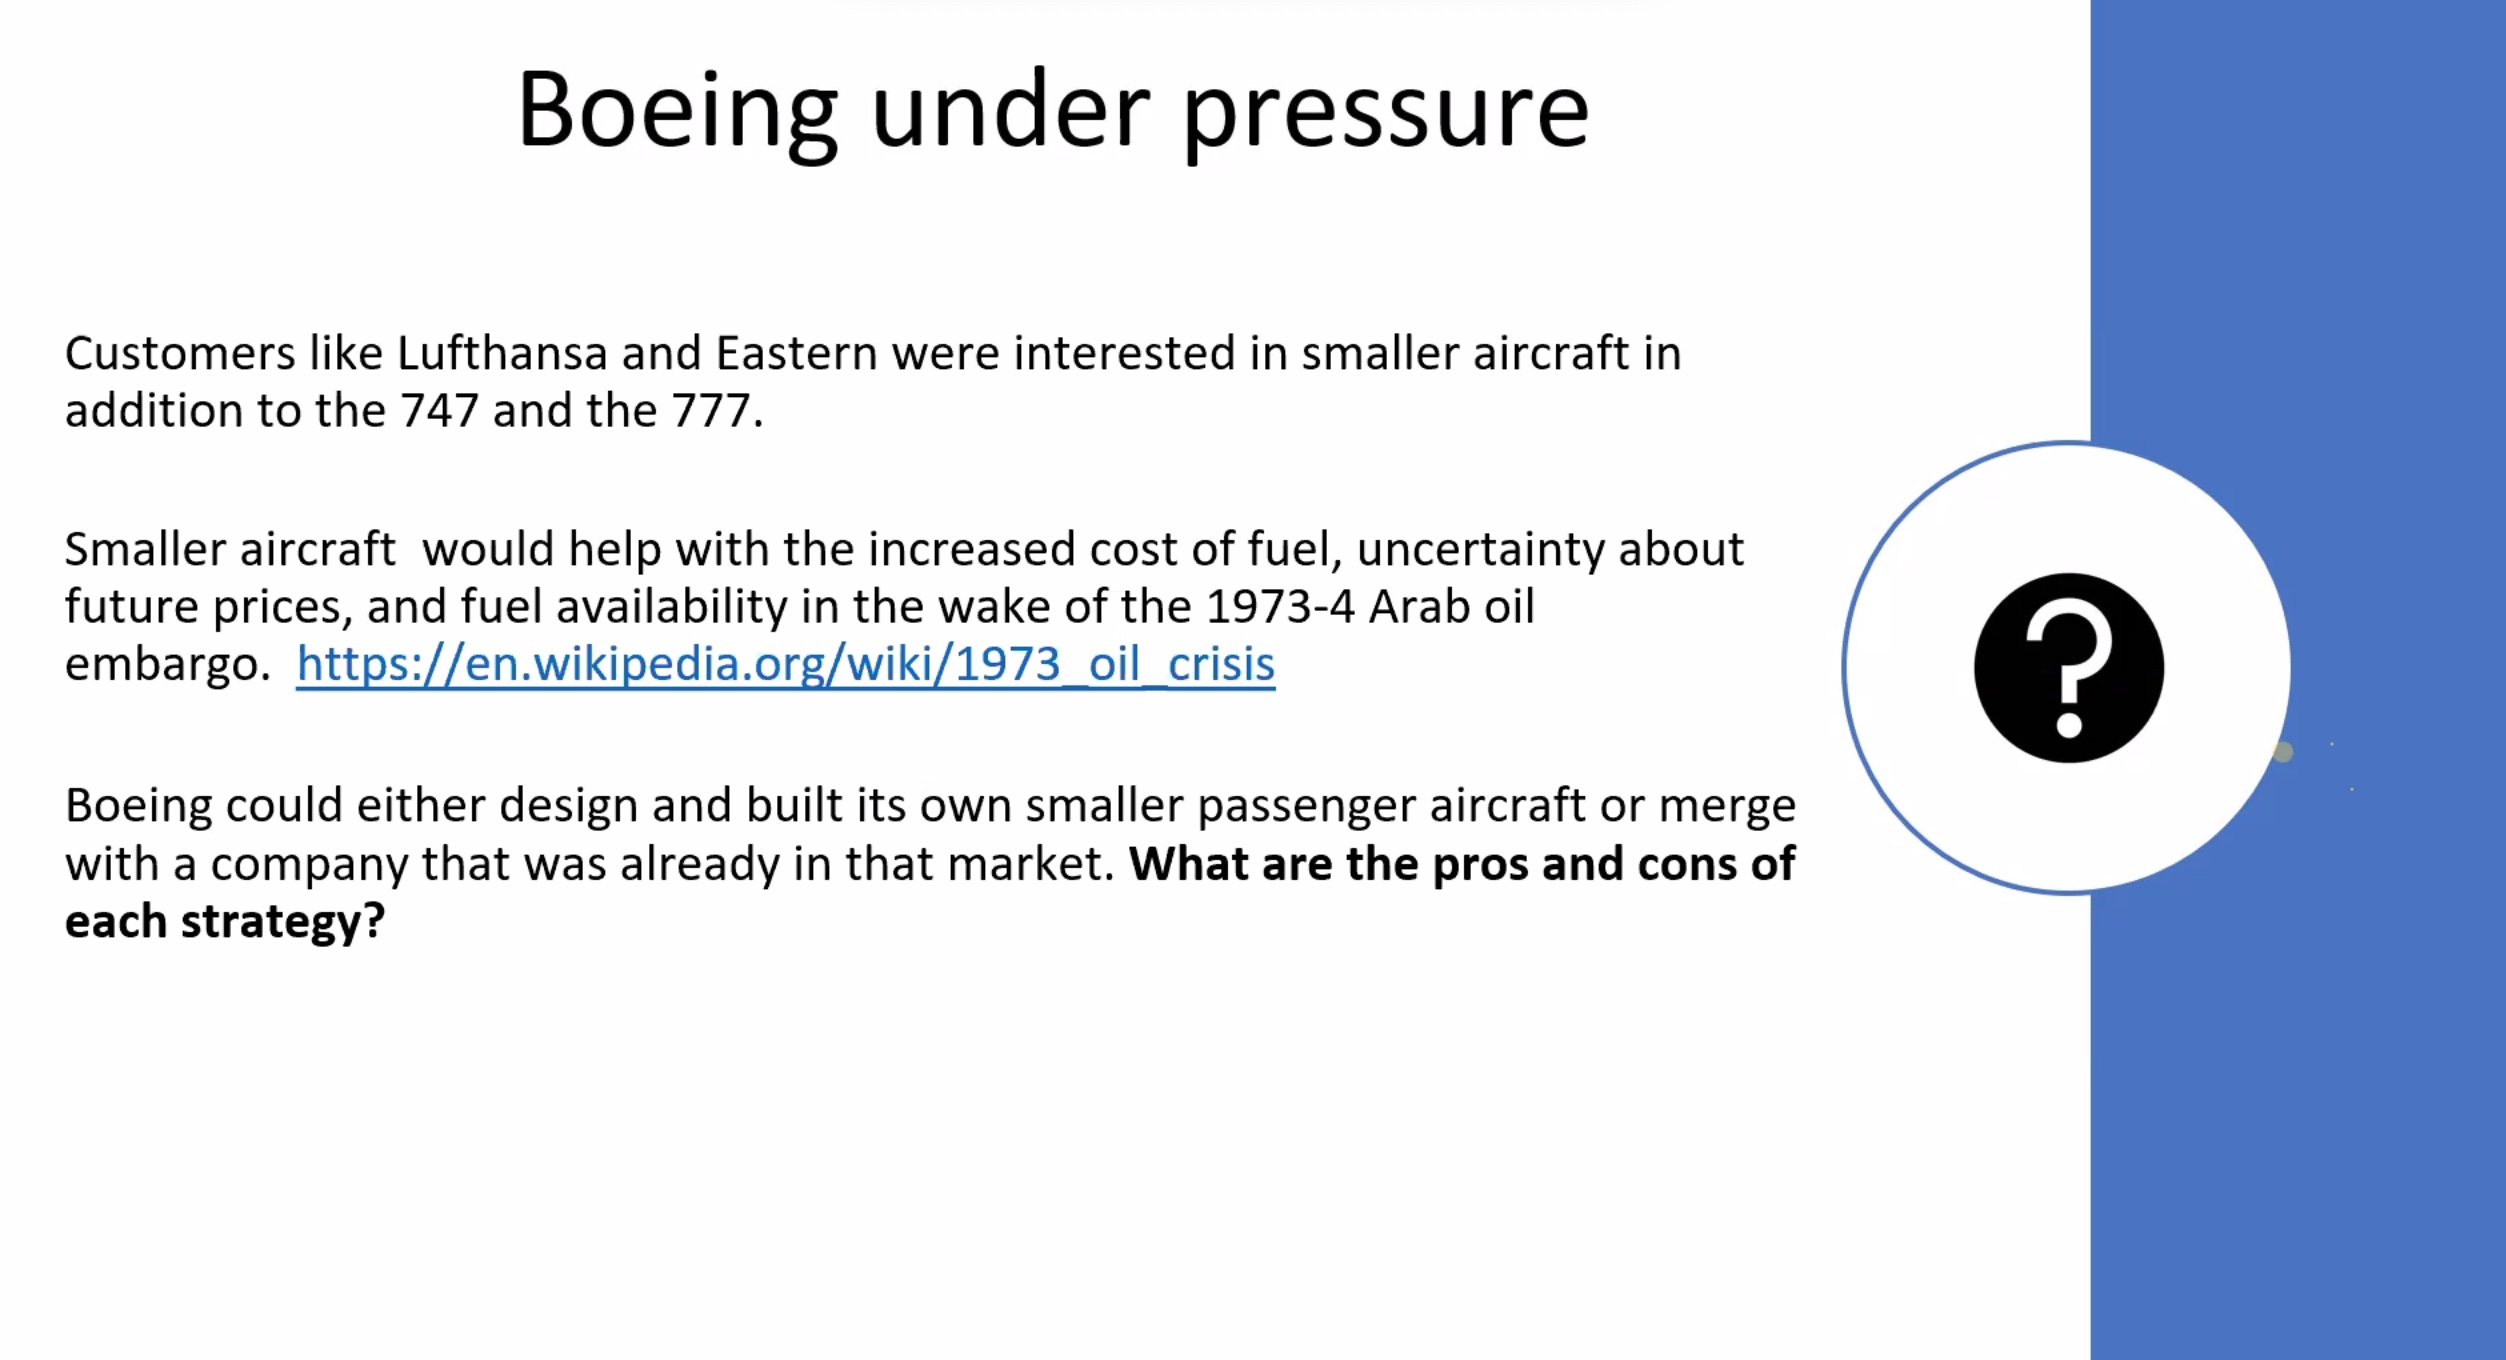 Boeing under pressure
Customers like Lufthansa and Eastern were interested in smaller aircraft in
addition to the 747 and the 777.
Smaller aircraft  would help with the increased cost of fuel, uncertainty about
future prices, and fuel availability in the wake of the 1973-4 Arab oil
embargo.  https://en.wikipedia.org/wiki/1973_oil_crisis
Boeing could either design and built its own smaller passenger aircraft or merge
with a company that was already in that market. What are the pros and cons of
each strategy?
?